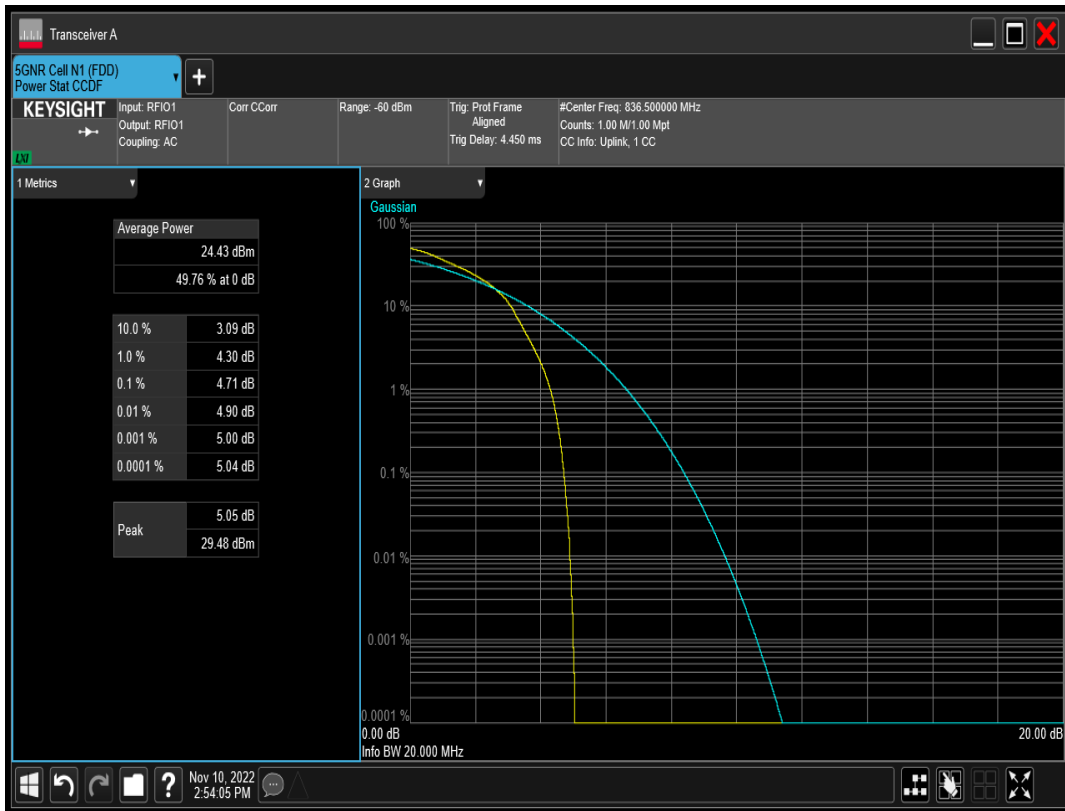 Transceiver A
5GNR Cell N1 (FDD)
Power Stat CCDF
+
KEYSIGHT
LXI
Input: RFIO1
Output: RFIO1
Coupling: AC
Corr CCorr
Range: -60 dBm
Trig: Prot Frame
Aligned
Trig Delay: 4.450 ms
#Center Freq: 836.500000 MHz
Counts: 1.00 M/1.00 Mpt
CC Info: Uplink, 1 CC
1 Metrics
Average Power
24.43 dBm
49.76 % at 0 dB
10.0 % 3.09 dB
1.0 % 4.30 dB
0.1 % 4.71 dB
0.01 % 4.90 dB
0.001 % 5.00 dB
0.0001 % 5.04 dB
Peak 5.05 dB
29.48 dBm
2 Graph
Gaussian
100 %
10 %
1 %
0.1 %
0.01 %
0.001 %
0.0001 %
0.00 dB 20.00 dB
Info BW 20.000 MHz
?
Nov 10, 2022
2:54:05 PM